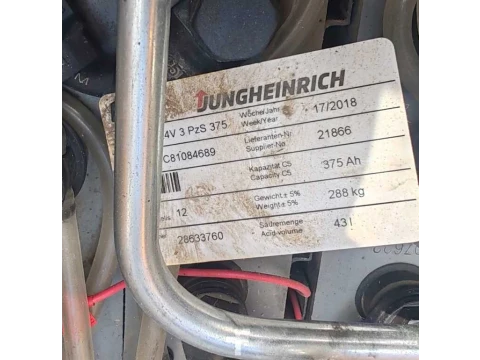 JUNGHEINRICH
4V 3 PzS 375 Woche/Jahr Week/Year 17/2018
C81084689 Lieferanten-Nr. Supplier-No 21866
Kapazität C5 Capacity C5 375 Ah
12 Gewicht± 5% Weight± 5% 288 kg
28633760 Säuremenge Acid volume 43 l
M